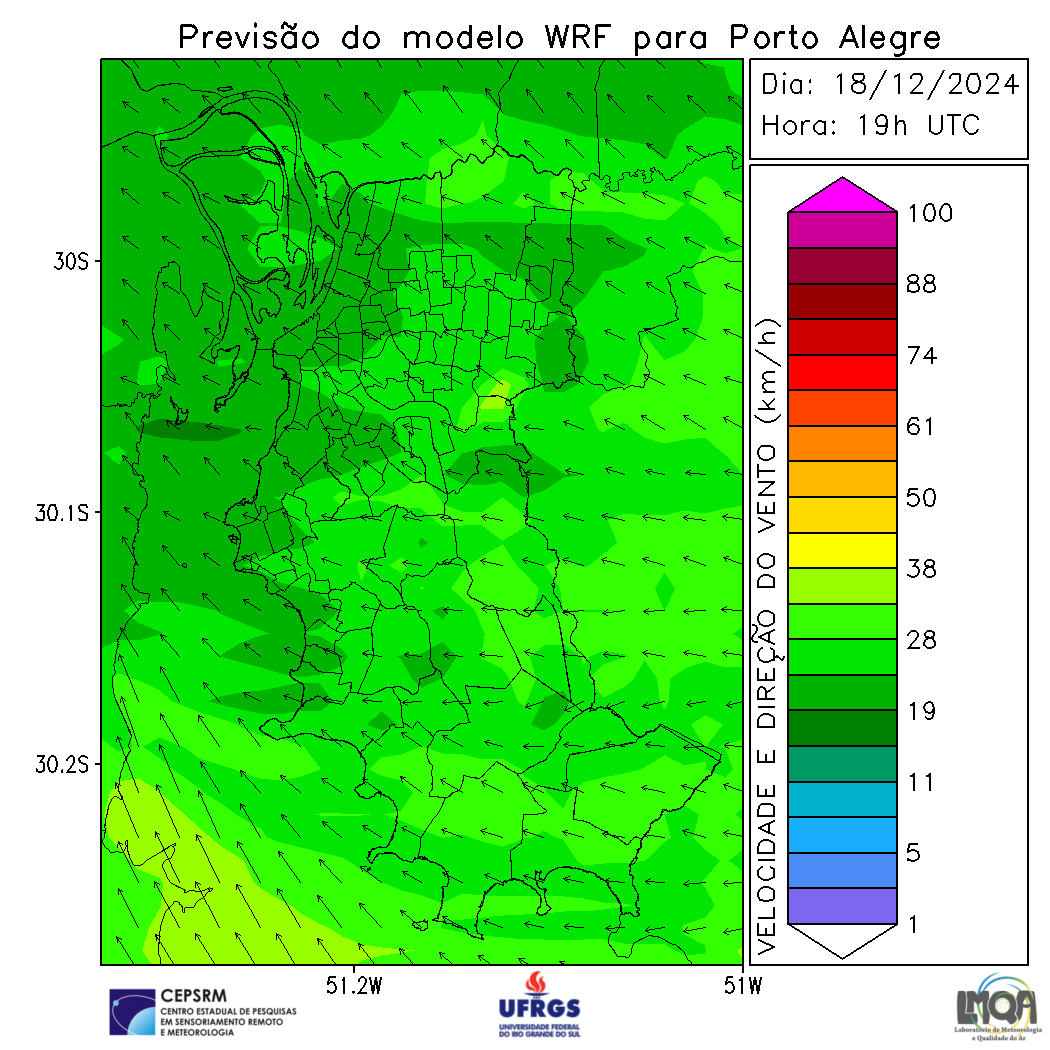 Previsão do modelo WRF para Porto Alegre
Dia: 18/12/2024
Hora: 19h UTC
30S
30.1S
30.2S
51.2W
51W
VELOCIDADE E DIREÇÃO DO VENTO (km/h)
100
88
74
61
50
38
28
19
11
5
1
CEPSRM
CENTRO ESTADUAL DE PESQUISAS
EM SENSORIAMENTO REMOTO
E METEOROLOGIA
UFRGS
UNIVERSIDADE FEDERAL
DO RIO GRANDE DO SUL
LMQA
Laboratório de Meteorologia
e Qualidade do Ar